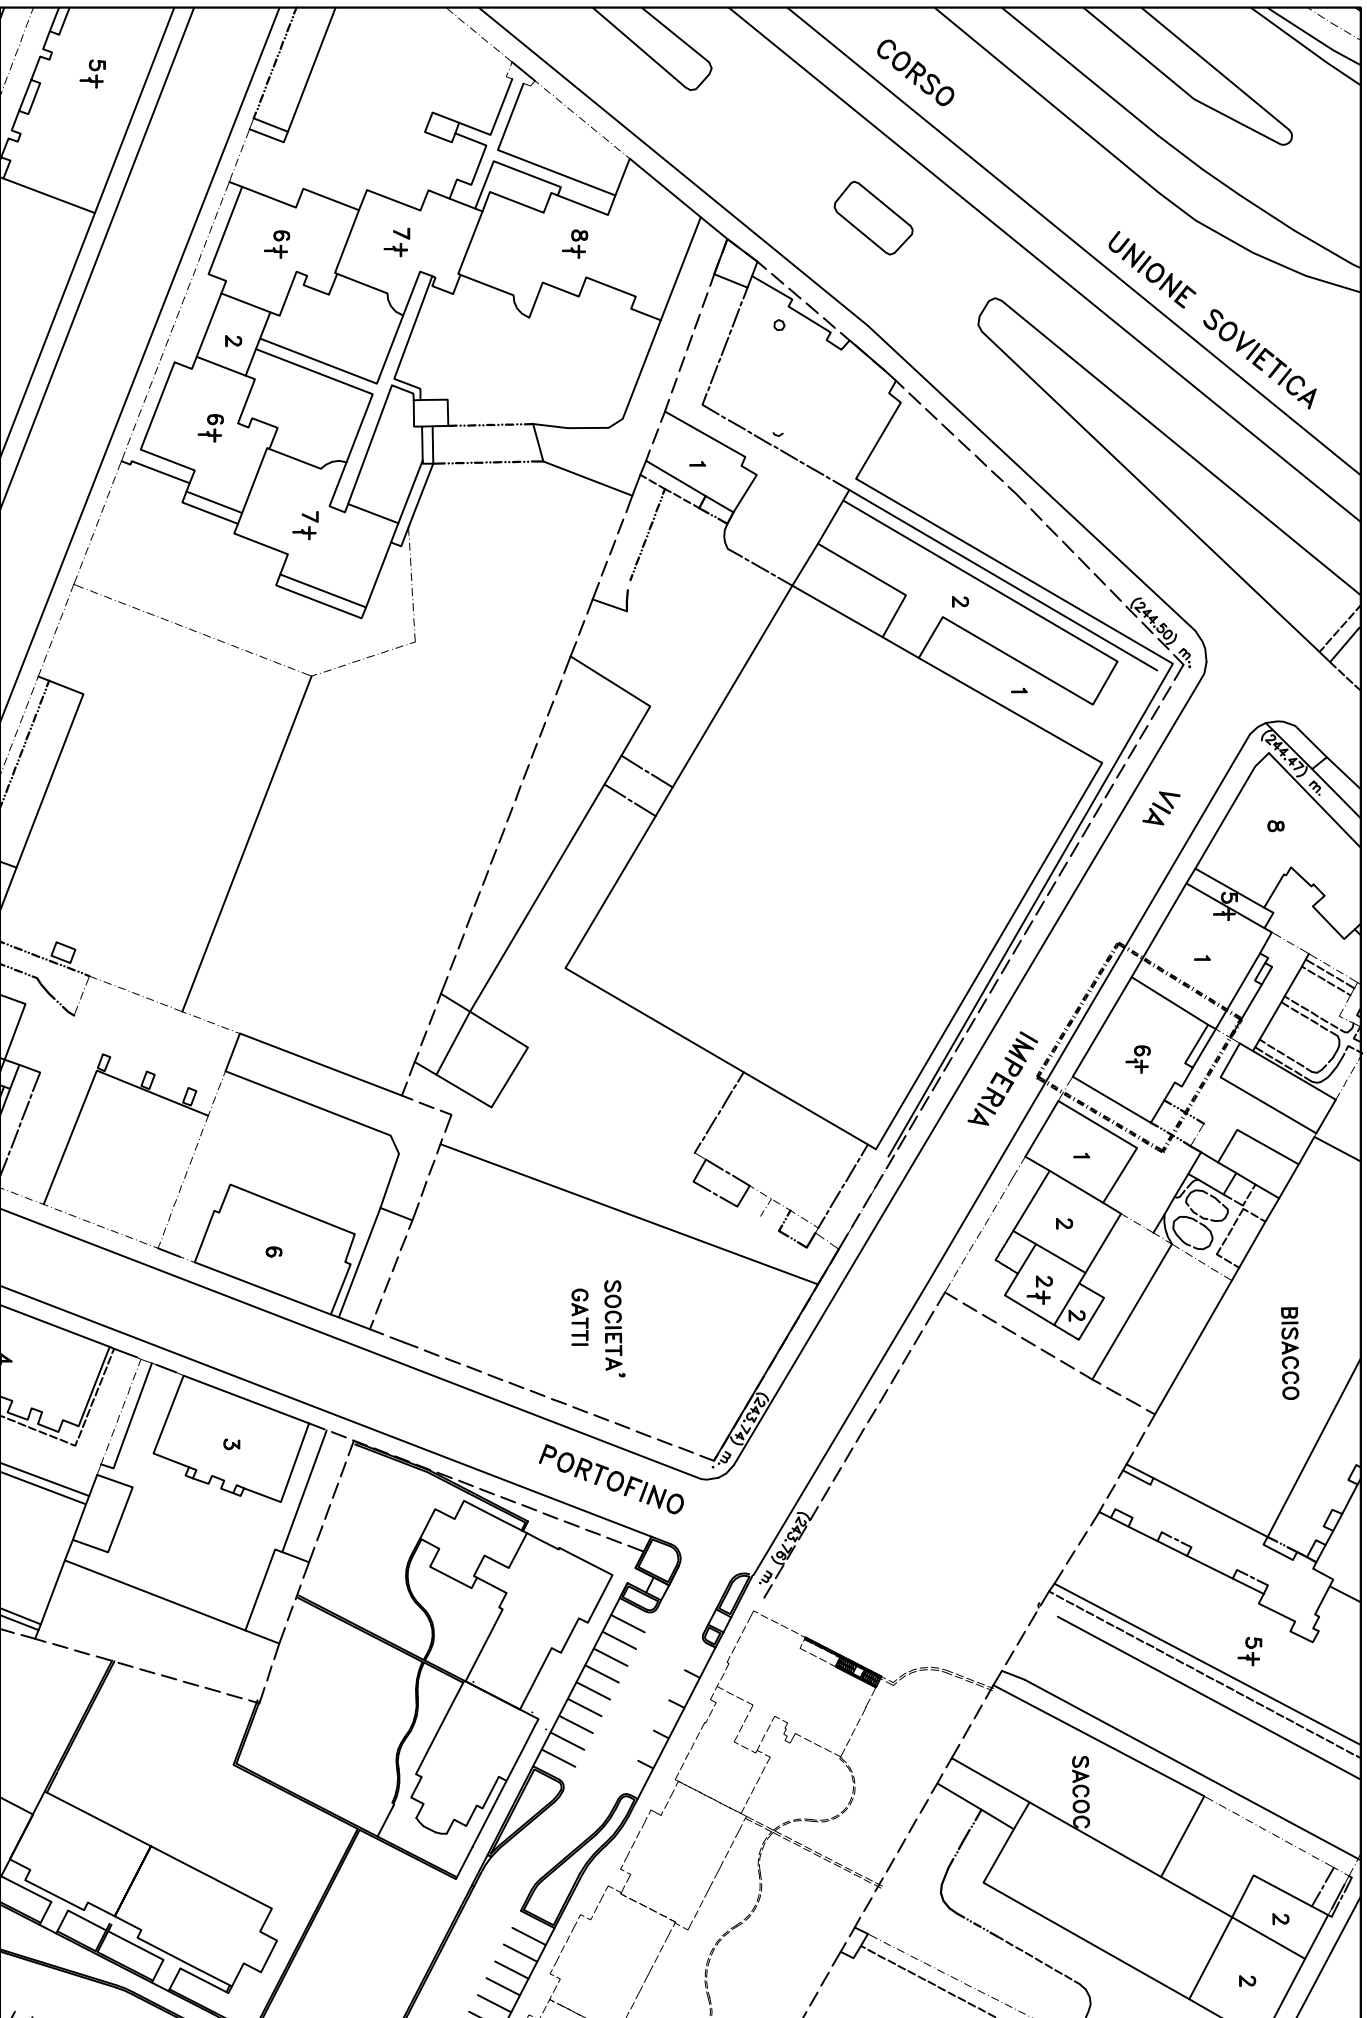 CORSO
UNIONE SOVIETICA
5+
8+
7+
6+
2
6+
7+
1
2
1
(244.50) m.
(244.47) m.
VIA
8
5+
1
6+
IMPERIA
1
2
2+
2
6
SOCIETA'
GATTI
BISACCO
(243.74) m.
PORTOFINO
(243.76) m.
3
4
5+
SACOC
2
2